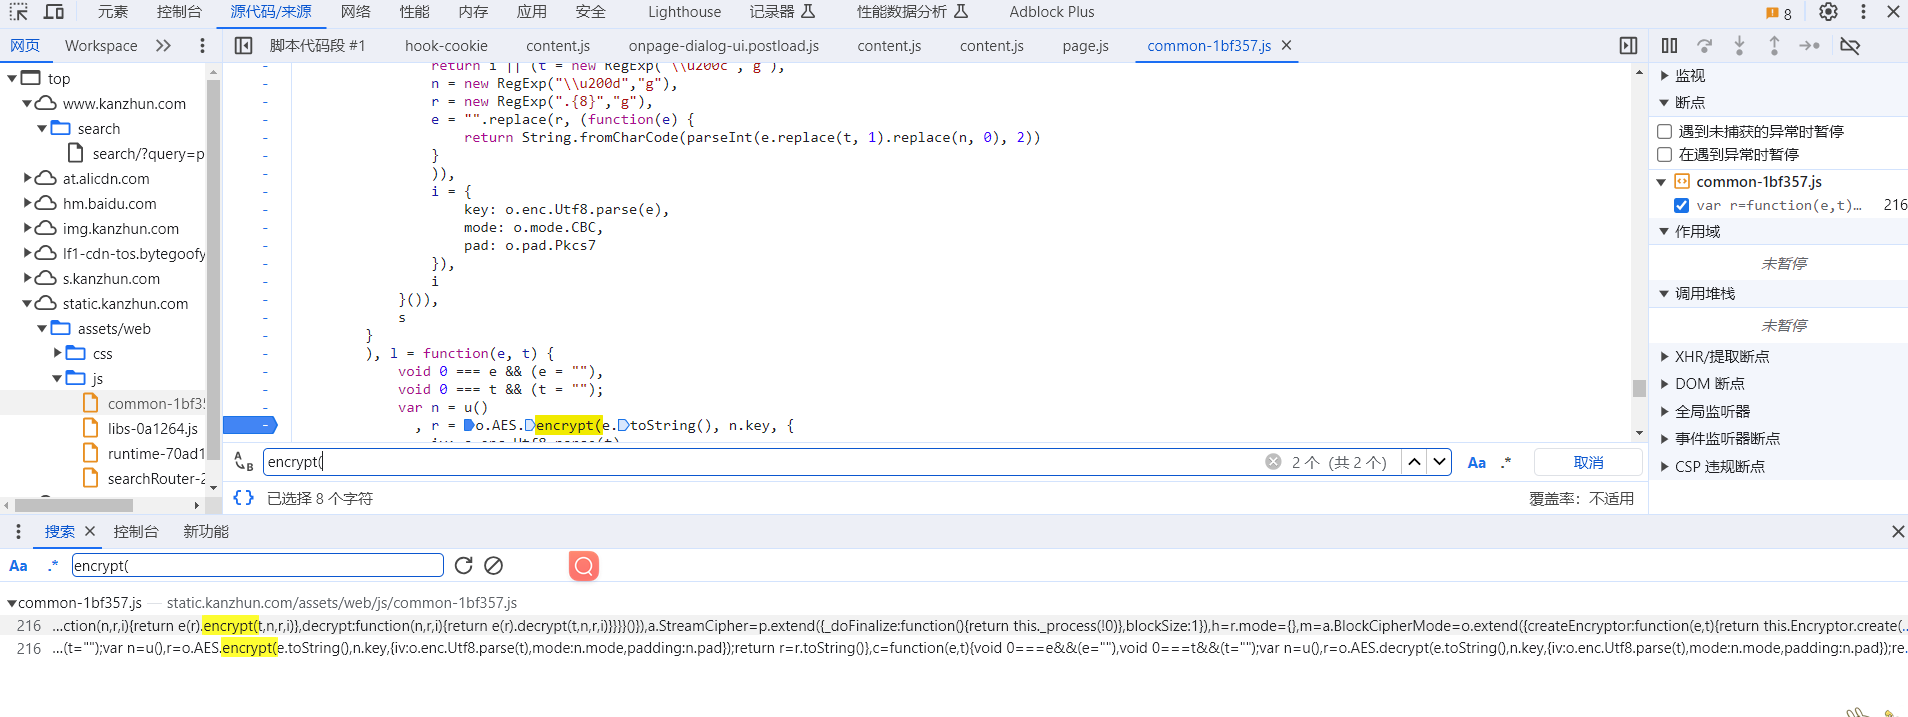 元素 控制台 源代码/来源 网络 性能 内存 应用 安全 Lighthouse 记录器 性能数据分析 Adblock Plus 8
网页 Workspace 脚本代码段 #1 hook-cookie content.js onpage-dialog-ui.postload.js content.js content.js page.js common-1bf357.js
top
www.kanzhun.com
search
search/?query=p
at.alicdn.com
hm.baidu.com
img.kanzhun.com
lf1-cdn-tos.bytegoofy
s.kanzhun.com
static.kanzhun.com
assets/web
css
js
common-1bf35
libs-0a1264.js
runtime-70ad1
searchRouter-2
return i || (t = new RegExp("\\u200c","g"),
n = new RegExp("\\u200d","g"),
r = new RegExp(".{8}","g"),
e = "".replace(r, (function(e) {
return String.fromCharCode(parseInt(e.replace(t, 1).replace(n, 0), 2))
}
)),
i = {
key: o.enc.Utf8.parse(e),
mode: o.mode.CBC,
pad: o.pad.Pkcs7
}),
i
}()),
s
}
), l = function(e, t) {
void 0 === e && (e = ""),
void 0 === t && (t = "");
var n = u()
, r = o.AES.encrypt(e.toString(), n.key, {
iv: o.enc.Utf8.parse(t),
encrypt( 2 个 (共 2 个) Aa .* 取消
{} 已选择 8 个字符 覆盖率：不适用
监视
断点
遇到未捕获的异常时暂停
在遇到异常时暂停
common-1bf357.js
var r=function(e,t)… 216
作用域
未暂停
调用堆栈
未暂停
XHR/提取断点
DOM 断点
全局监听器
事件监听器断点
CSP 违规断点
搜索 控制台 新功能
Aa .* encrypt(
common-1bf357.js — static.kanzhun.com/assets/web/js/common-1bf357.js
216 …ction(n,r,i){return e(r).encrypt(t,n,r,i)},decrypt:function(n,r,i){return e(r).decrypt(t,n,r,i)}}}}()}),a.StreamCipher=p.extend({_doFinalize:function(){return this._process(!0)},blockSize:1}),h=r.mode={},m=a.BlockCipherMode=o.extend({createEncryptor:function(e,t){return this.Encryptor.create(…
216 …(t="");var n=u(),r=o.AES.encrypt(e.toString(),n.key,{iv:o.enc.Utf8.parse(t),mode:n.mode,padding:n.pad});return r=r.toString()},c=function(e,t){void 0===e&&(e=""),void 0===t&&(t="");var n=u(),r=o.AES.decrypt(e.toString(),n.key,{iv:o.enc.Utf8.parse(t),mode:n.mode,padding:n.pad});re…